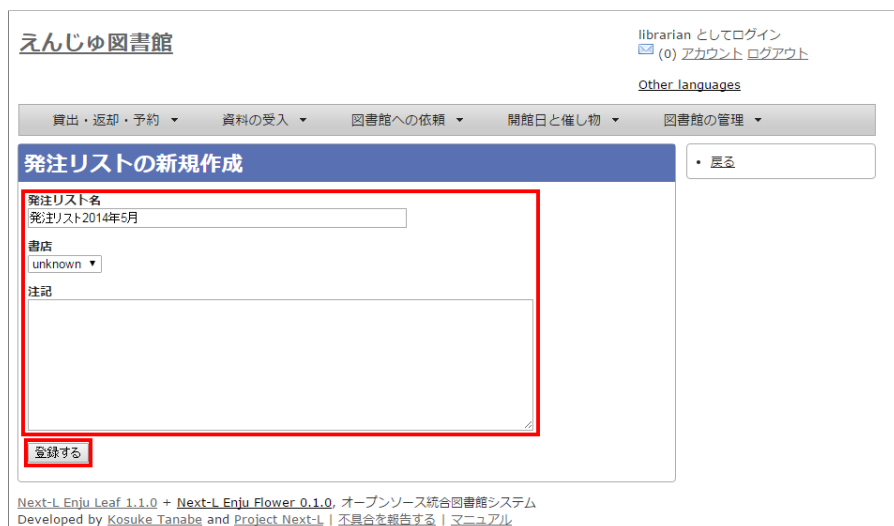 えんじゅ図書館
librarian としてログイン
(0) アカウント ログアウト
Other languages
貸出・返却・予約 ▼ 資料の受入 ▼ 図書館への依頼 ▼ 開館日と催し物 ▼ 図書館の管理 ▼
発注リストの新規作成
• 戻る
発注リスト名
発注リスト2014年5月
書店
unknown ▼
注記
登録する
Next-L Enju Leaf 1.1.0 + Next-L Enju Flower 0.1.0, オープンソース統合図書館システム
Developed by Kosuke Tanabe and Project Next-L | 不具合を報告する | マニュアル